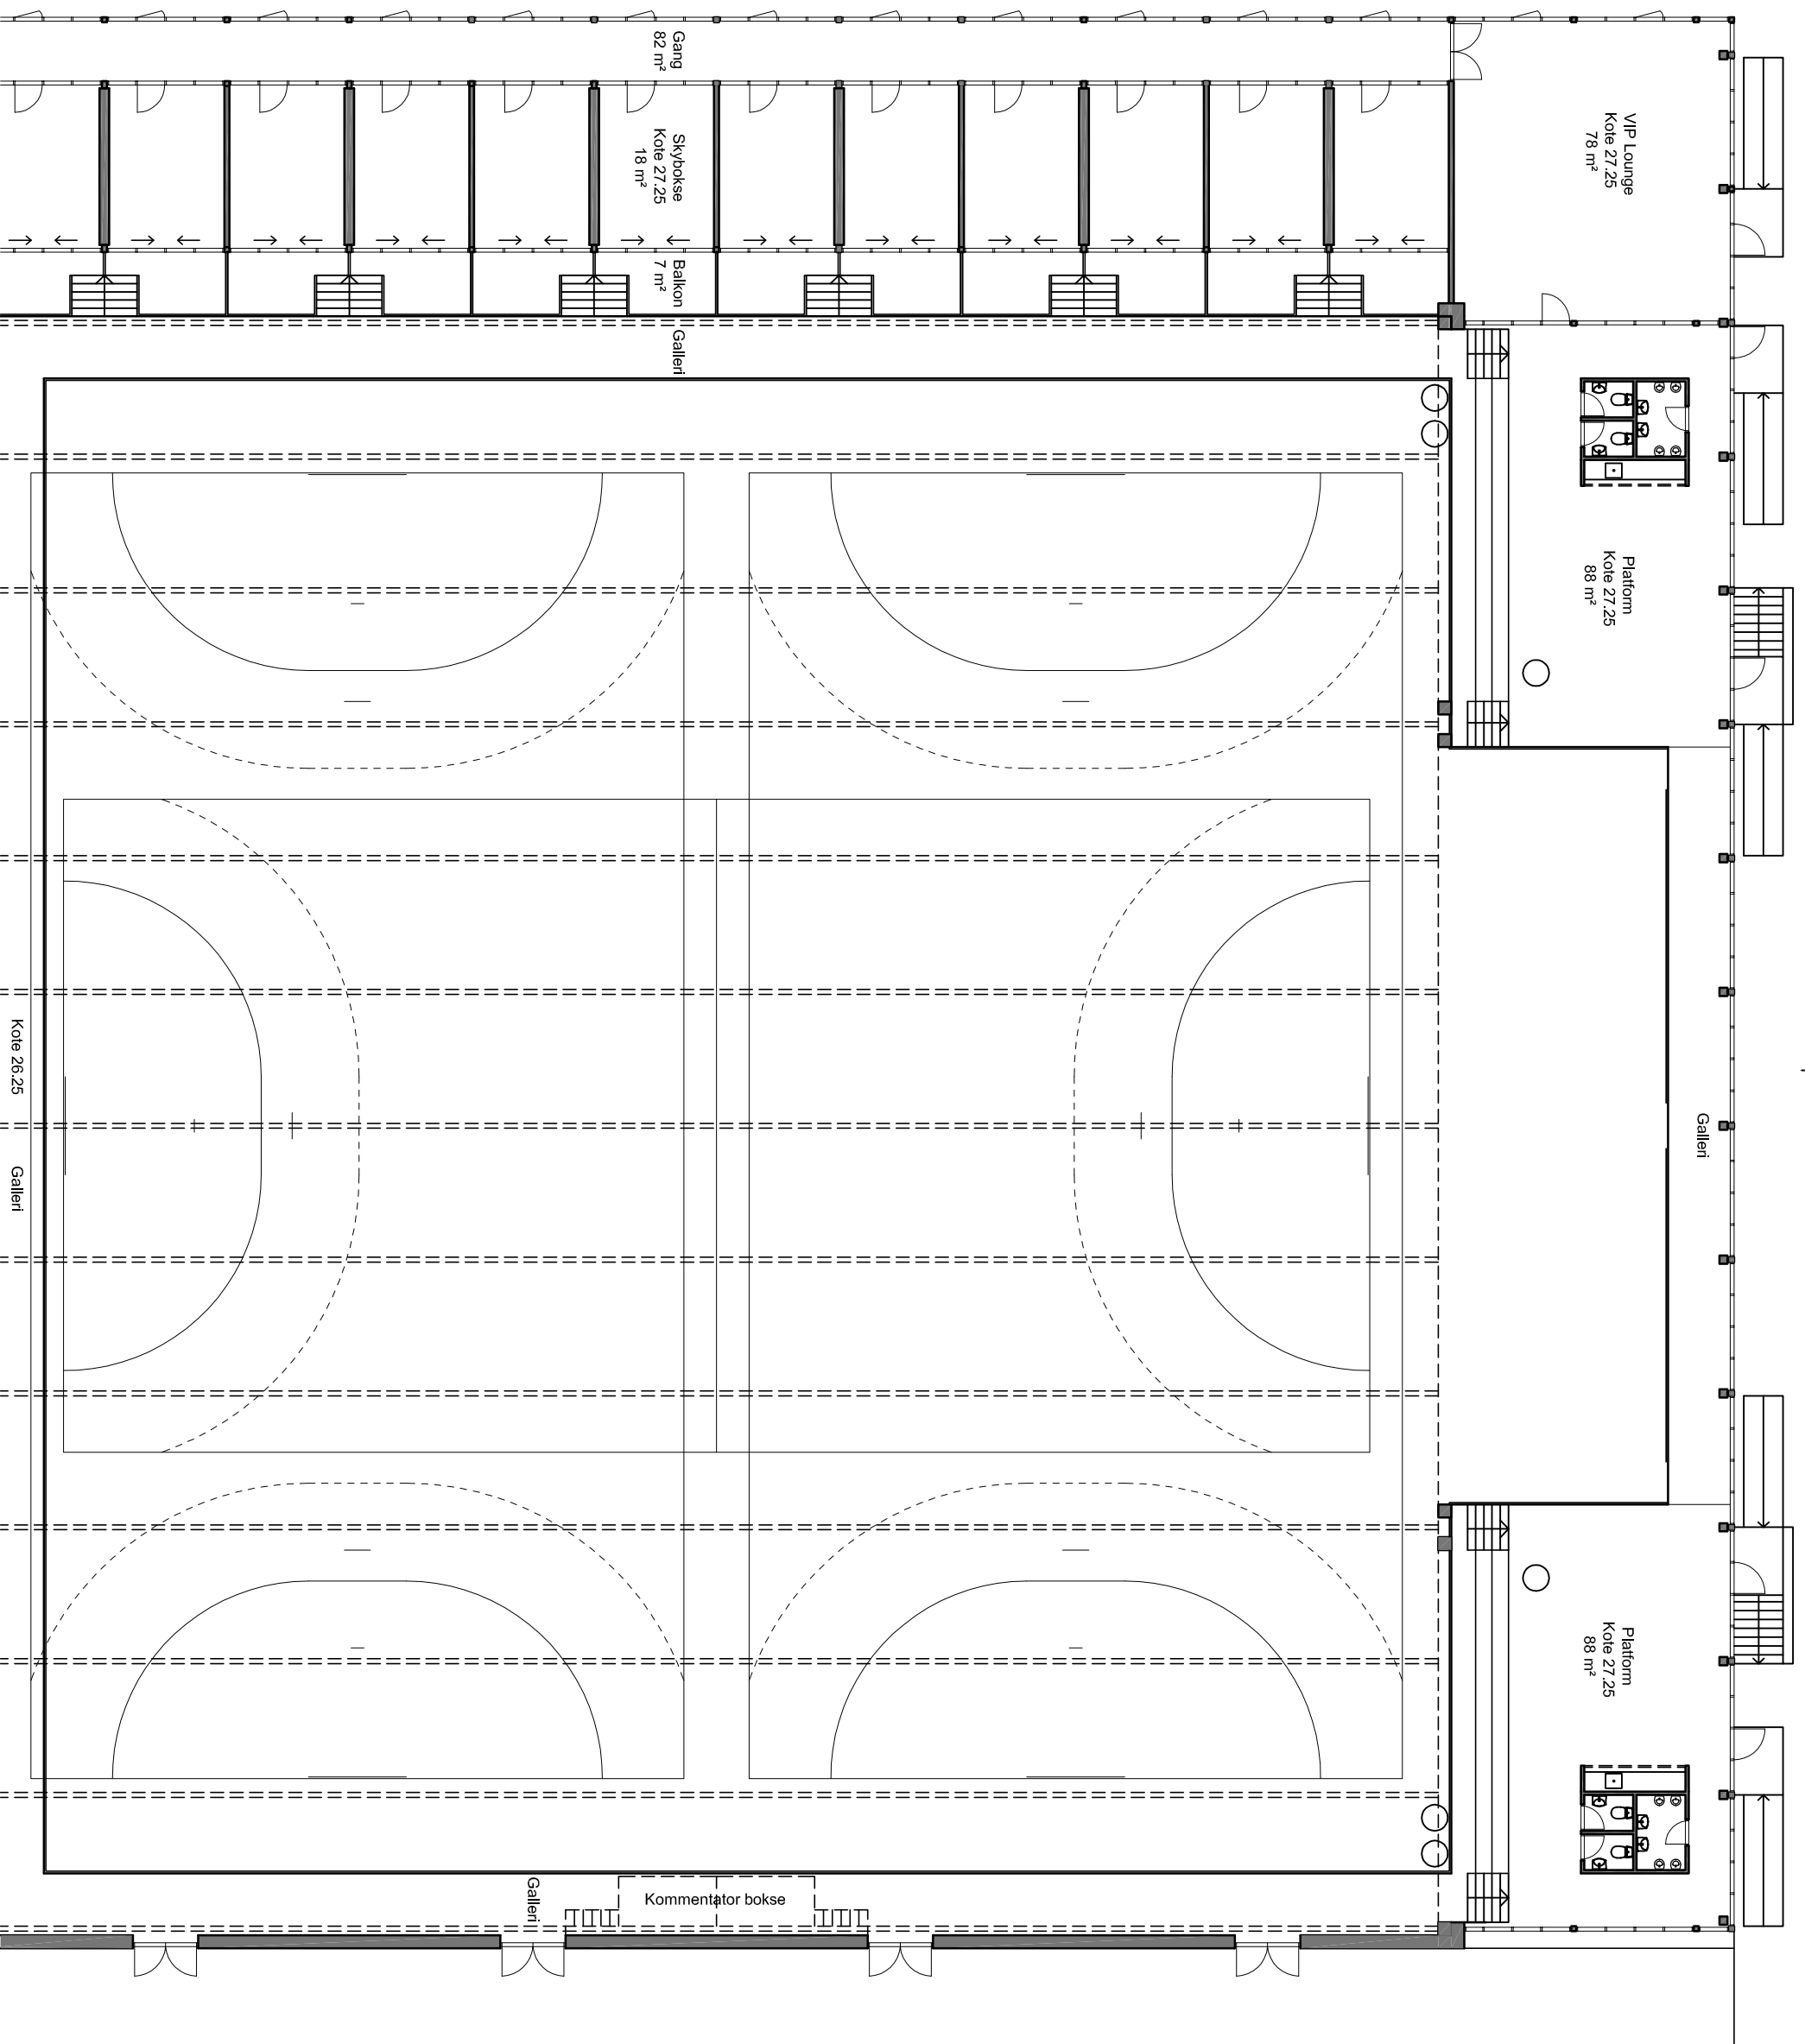 Gang
82 m²
VIP Lounge
Kote 27.25
78 m²
Skybokse
Kote 27.25
18 m²
Balkon
7 m²
Galleri
Platform
Kote 27.25
88 m²
Kote 26.25
Galleri
Galleri
Platform
Kote 27.25
88 m²
Galleri
Kommentator bokse